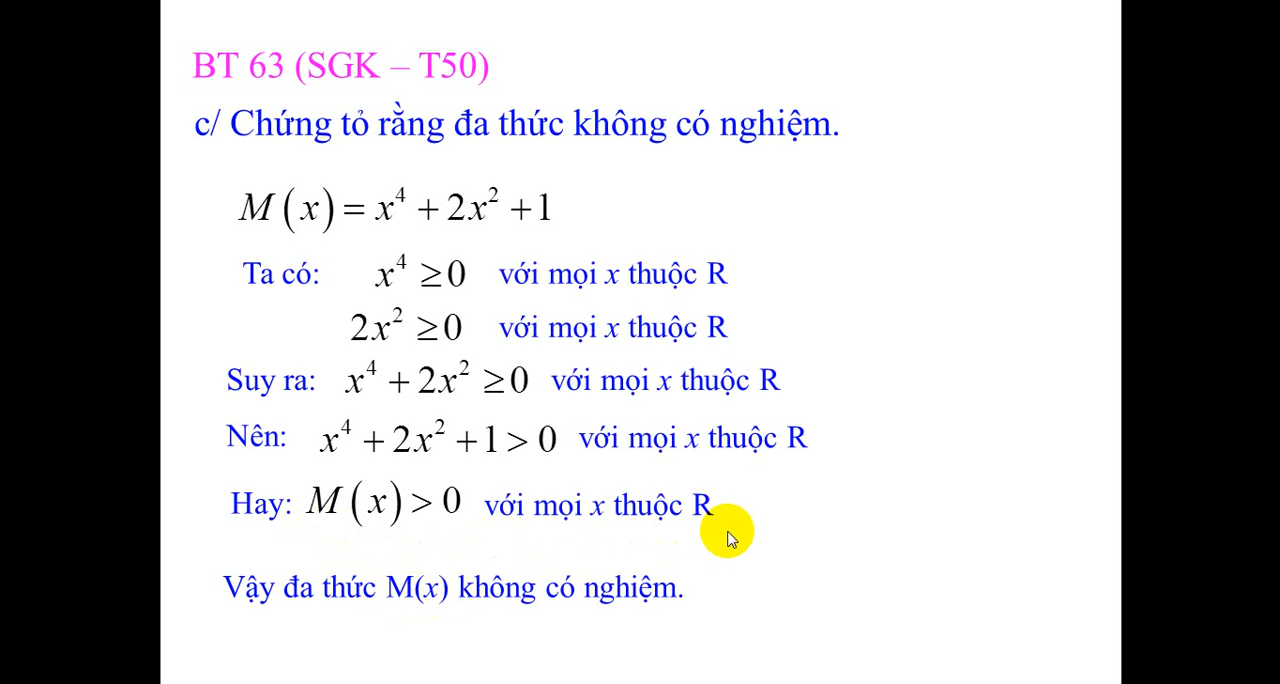 BT 63 (SGK – T50)
c/ Chứng tỏ rằng đa thức không có nghiệm.
M(x) = x⁴ + 2x² + 1
Ta có: x⁴ ≥ 0 với mọi x thuộc R
2x² ≥ 0 với mọi x thuộc R
Suy ra: x⁴ + 2x² ≥ 0 với mọi x thuộc R
Nên: x⁴ + 2x² + 1 > 0 với mọi x thuộc R
Hay: M(x) > 0 với mọi x thuộc R
Vậy đa thức M(x) không có nghiệm.